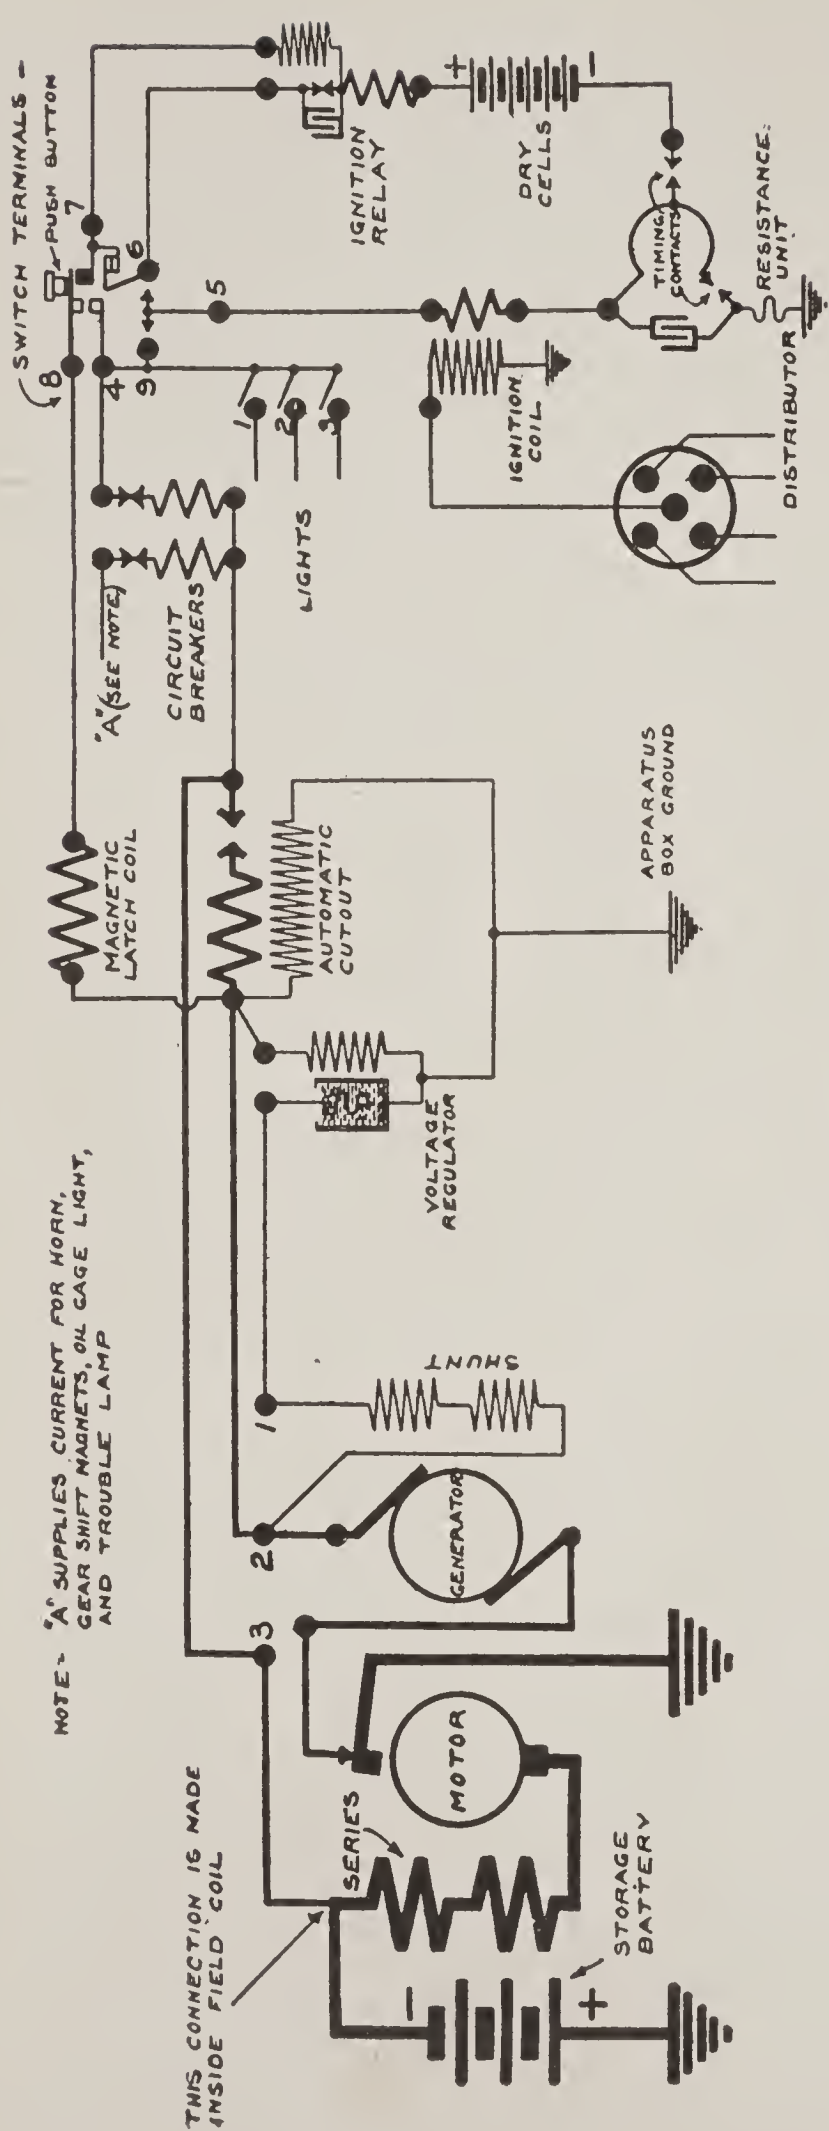 THIS CONNECTION IS MADE
INSIDE FIELD COIL
NOTE- "A" SUPPLIES CURRENT FOR HORN,
GEAR SHIFT MAGNETS, OIL GAGE LIGHT,
AND TROUBLE LAMP
SERIES
MOTOR
-
+
STORAGE
BATTERY
3
2
1
GENERATOR
SHUNT
VOLTAGE
REGULATOR
MAGNETIC
LATCH COIL
AUTOMATIC
CUTOUT
APPARATUS
BOX GROUND
"A" (SEE NOTE)
CIRCUIT
BREAKERS
LIGHTS
1
2
3
SWITCH TERMINALS -
PUSH BUTTON
8
7
4
6
9
5
IGNITION
RELAY
+
-
DRY
CELLS
IGNITION
COIL
TIMING
CONTACTS
RESISTANCE
UNIT
DISTRIBUTOR